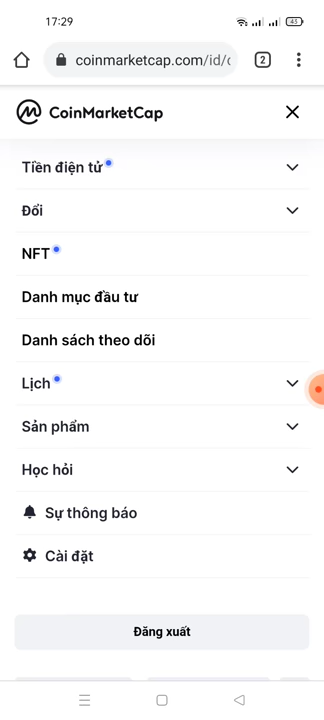 17:29
43
coinmarketcap.com/id/c
2
CoinMarketCap
Tiền điện tử
Đổi
NFT
Danh mục đầu tư
Danh sách theo dõi
Lịch
Sản phẩm
Học hỏi
Sự thông báo
Cài đặt
Đăng xuất